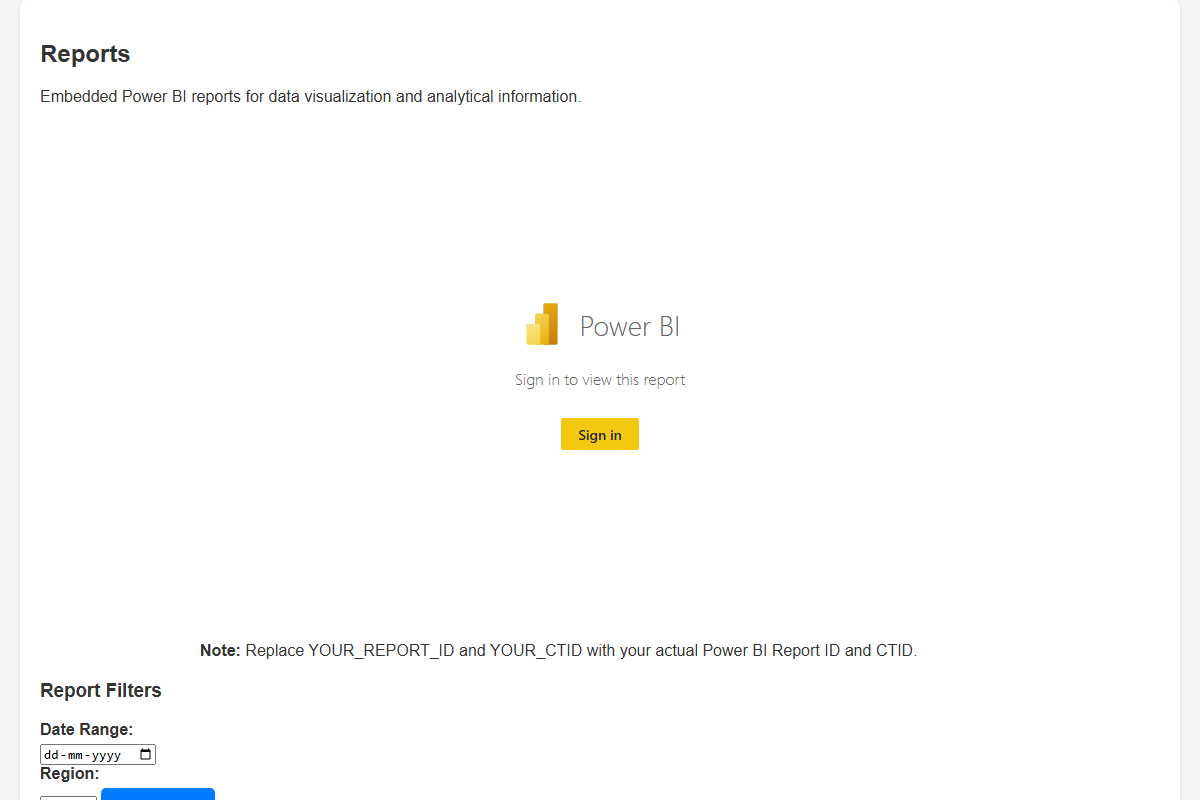 Reports
Embedded Power BI reports for data visualization and analytical information.
Power BI
Sign in to view this report
Sign in
Note: Replace YOUR_REPORT_ID and YOUR_CTID with your actual Power BI Report ID and CTID.
Report Filters
Date Range:
dd-mm-yyyy
Region: